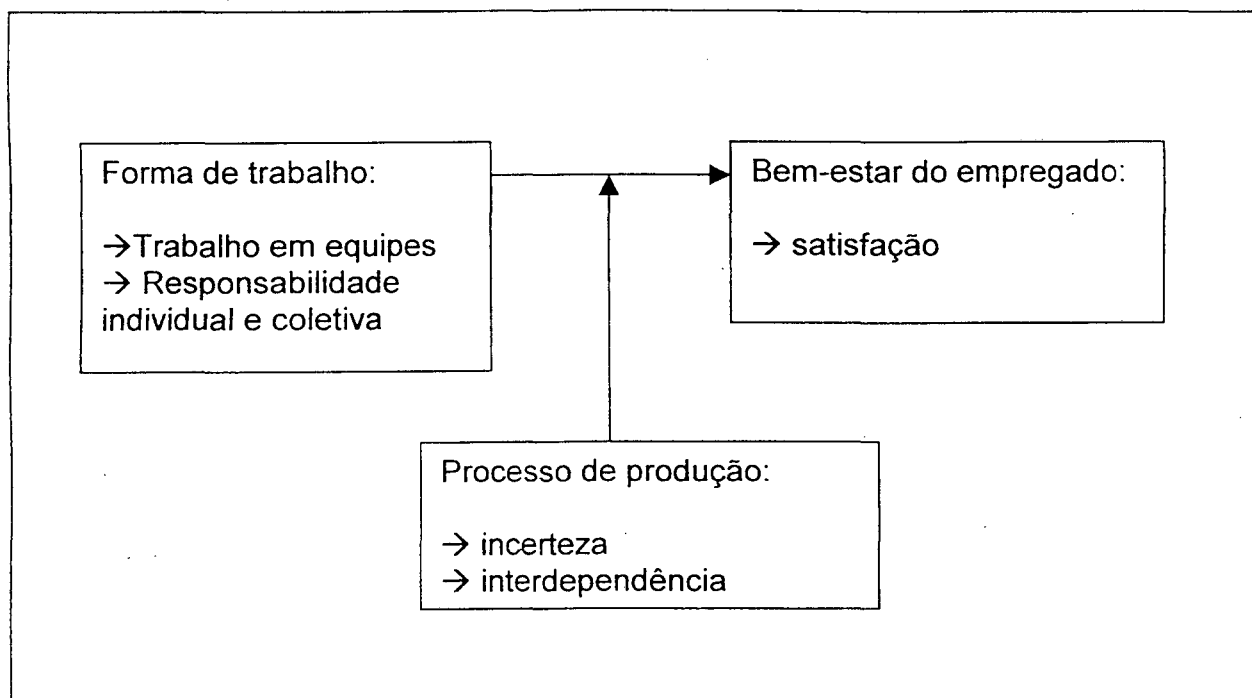 Forma de trabalho:
→Trabalho em equipes
→ Responsabilidade
individual e coletiva
Bem-estar do empregado:
→ satisfação
Processo de produção:
→ incerteza
→ interdependência